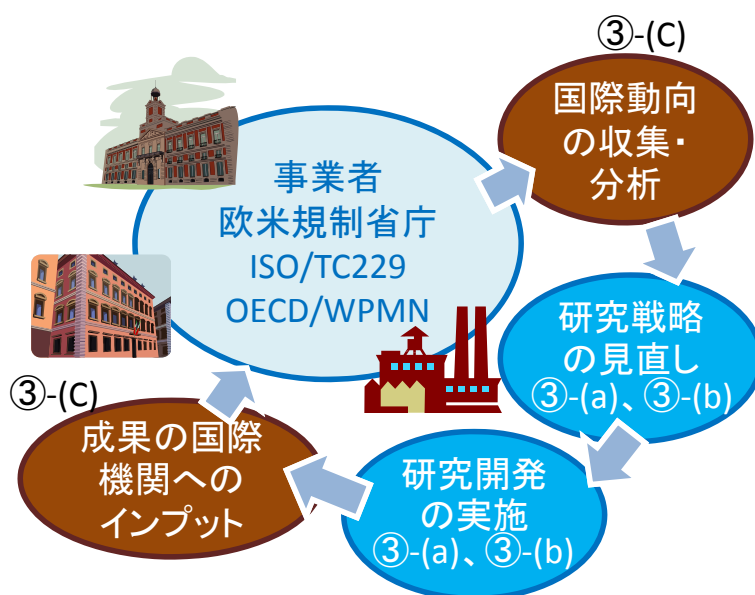 ③-(C)
国際動向
の収集・
分析
事業者
欧米規制省庁
ISO/TC229
OECD/WPMN
研究戦略
の見直し
③-(a)、③-(b)
③-(C)
成果の国際
機関への
インプット
研究開発
の実施
③-(a)、③-(b)